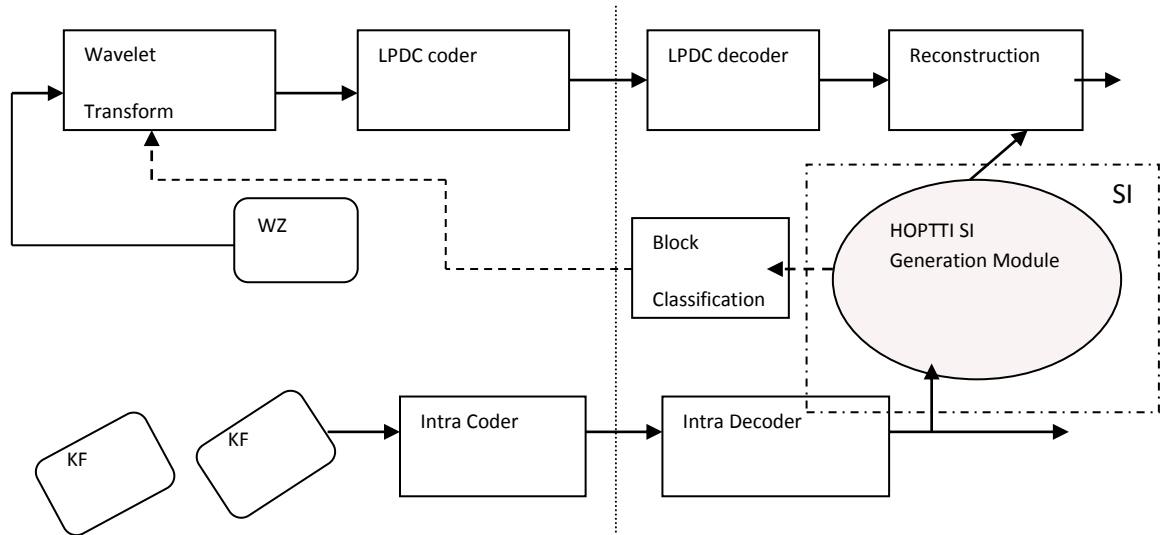 Wavelet
Transform
LPDC coder
LPDC decoder
Reconstruction
SI
WZ
Block
Classification
HOPTTI SI
Generation Module
KF
KF
Intra Coder
Intra Decoder